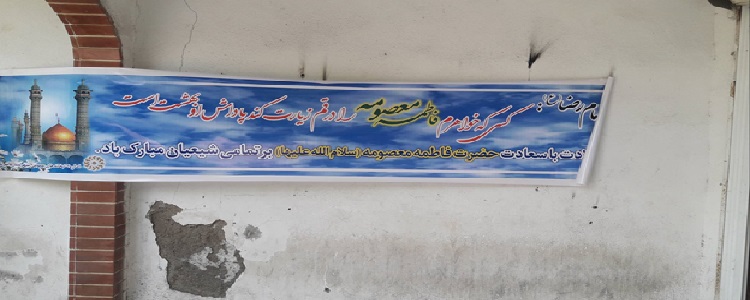 امام رضا (ع): کسی که خواهرم فاطمه معصومه را در قم زیارت کند پاداش او بهشت است
دت باسعادت حضرت فاطمه معصومه (سلام‌الله علیها) بر تمامی شیعیان مبارک باد.